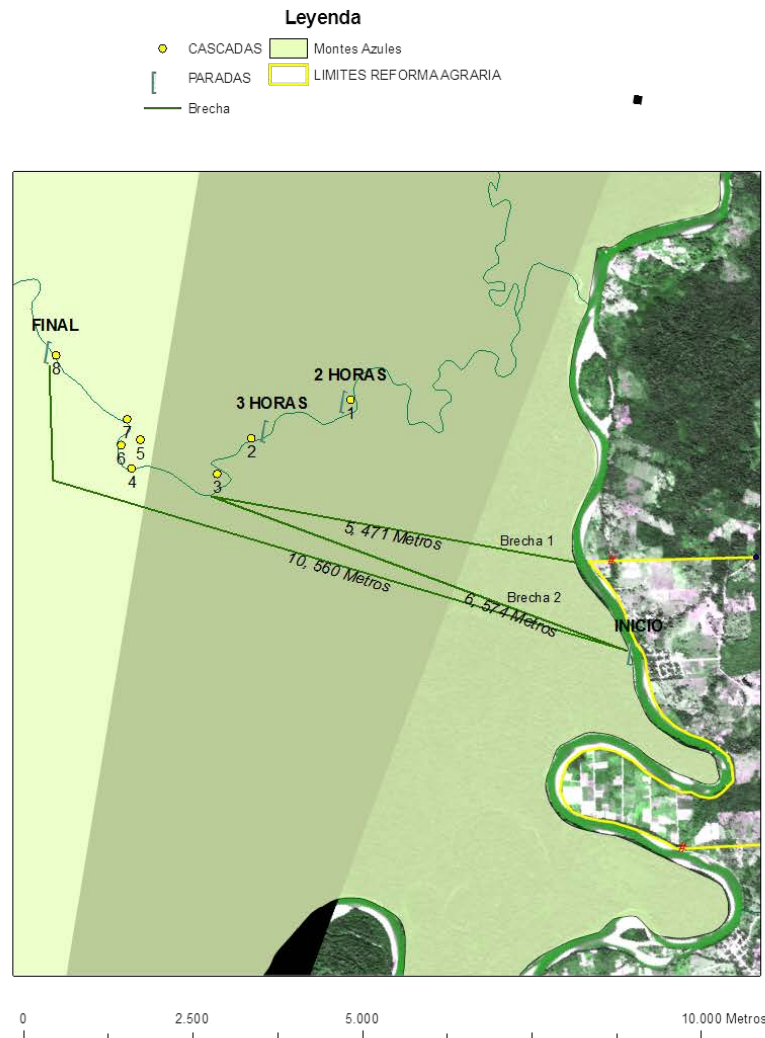 Leyenda
CASCADAS
Montes Azules
PARADAS
LIMITES REFORMA AGRARIA
Brecha
FINAL
8
2 HORAS
1
3 HORAS
2
7
5
6
4
3
5, 471 Metros
Brecha 1
10, 560 Metros
Brecha 2
6, 574 Metros
INICIO
#
#
0 2.500 5.000 10.000 Metros